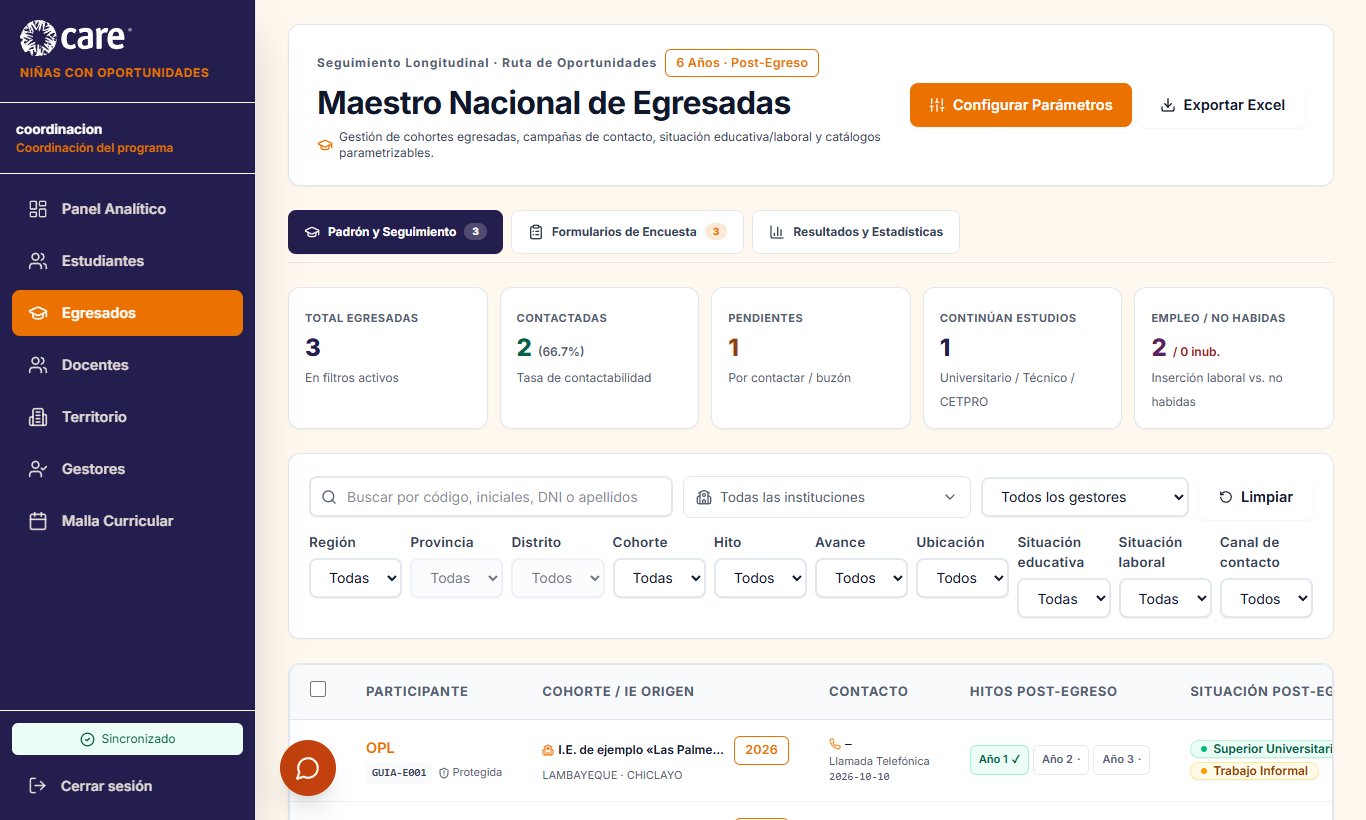 care
NIÑAS CON OPORTUNIDADES
coordinacion
Coordinación del programa
Panel Analítico
Estudiantes
Egresados
Docentes
Territorio
Gestores
Malla Curricular
Sincronizado
Cerrar sesión
Seguimiento Longitudinal · Ruta de Oportunidades 6 Años · Post-Egreso
Maestro Nacional de Egresadas
Gestión de cohortes egresadas, campañas de contacto, situación educativa/laboral y catálogos
parametrizables.
Configurar Parámetros Exportar Excel
Padrón y Seguimiento 3 Formularios de Encuesta 3 Resultados y Estadísticas
TOTAL EGRESADAS
3
En filtros activos
CONTACTADAS
2 (66.7%)
Tasa de contactabilidad
PENDIENTES
1
Por contactar / buzón
CONTINÚAN ESTUDIOS
1
Universitario / Técnico /
CETPRO
EMPLEO / NO HABIDAS
2 / 0 inub.
Inserción laboral vs. no
habidas
Buscar por código, iniciales, DNI o apellidos Todas las instituciones Todos los gestores Limpiar
Región
Todas
Provincia
Todas
Distrito
Todos
Cohorte
Todas
Hito
Todos
Avance
Todos
Ubicación
Todos
Situación
educativa
Todas
Situación
laboral
Todas
Canal de
contacto
Todos
PARTICIPANTE COHORTE / IE ORIGEN CONTACTO HITOS POST-EGRESO SITUACIÓN POST-EG
OPL
GUIA-E001 Protegida
I.E. de ejemplo «Las Palme... 2026
LAMBAYEQUE · CHICLAYO
–
Llamada Telefónica
2026-10-10
Año 1 ✓ Año 2 · Año 3 ·
Superior Universitari
Trabajo Informal